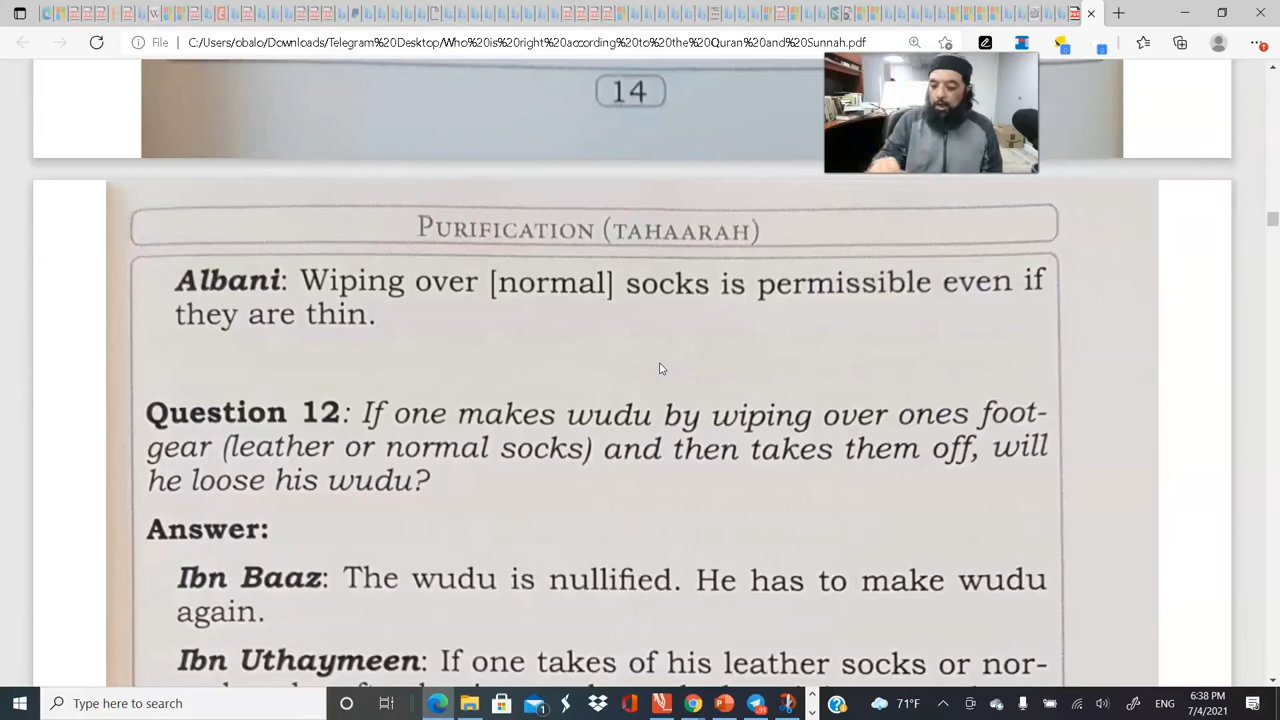 File
C:/Users/obalo/Downloads/Telegram%20Desktop/Who%20is%20right%20according%20to%20the%20Quran%20and%20Sunnah.pdf
14
PURIFICATION (TAHAARAH)
Albani: Wiping over [normal] socks is permissible even if
they are thin.
Question 12: If one makes wudu by wiping over ones foot-
gear (leather or normal socks) and then takes them off, will
he loose his wudu?
Answer:
Ibn Baaz: The wudu is nullified. He has to make wudu
again.
Ibn Uthaymeen: If one takes of his leather socks or nor-
Type here to search
71°F
ENG
6:38 PM
7/4/2021